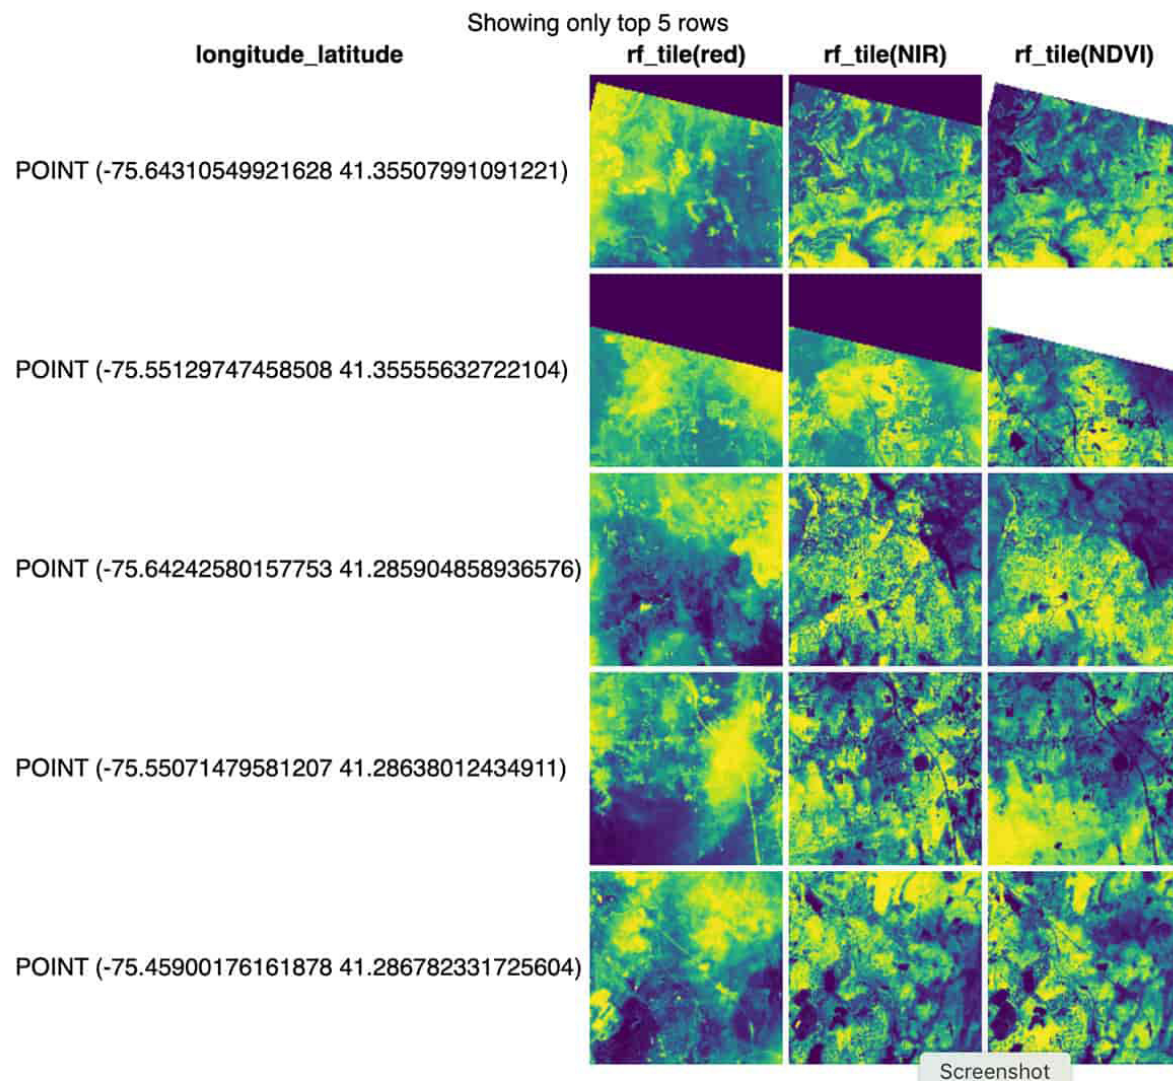 Showing only top 5 rows
longitude_latitude rf_tile(red) rf_tile(NIR) rf_tile(NDVI)
POINT (-75.64310549921628 41.35507991091221)
POINT (-75.55129747458508 41.35555632722104)
POINT (-75.64242580157753 41.285904858936576)
POINT (-75.55071479581207 41.28638012434911)
POINT (-75.45900176161878 41.286782331725604)
Screenshot